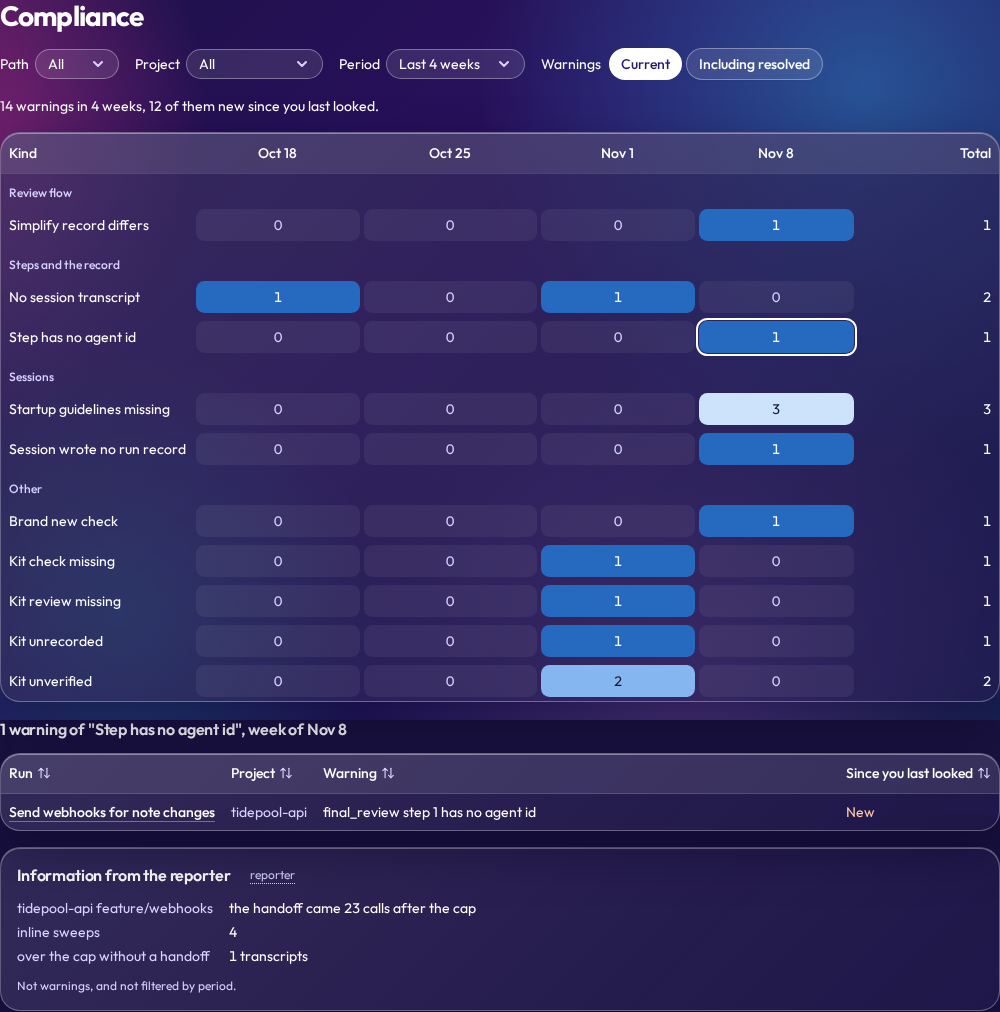 Compliance
Path All Project All Period Last 4 weeks Warnings Current Including resolved
14 warnings in 4 weeks, 12 of them new since you last looked.
Kind Oct 18 Oct 25 Nov 1 Nov 8 Total
Review flow
Simplify record differs 0 0 0 1 1
Steps and the record
No session transcript 1 0 1 0 2
Step has no agent id 0 0 0 1 1
Sessions
Startup guidelines missing 0 0 0 3 3
Session wrote no run record 0 0 0 1 1
Other
Brand new check 0 0 0 1 1
Kit check missing 0 0 1 0 1
Kit review missing 0 0 1 0 1
Kit unrecorded 0 0 1 0 1
Kit unverified 0 0 2 0 2
1 warning of "Step has no agent id", week of Nov 8
Run Project Warning Since you last looked
Send webhooks for note changes tidepool-api final_review step 1 has no agent id New
Information from the reporter reporter
tidepool-api feature/webhooks the handoff came 23 calls after the cap
inline sweeps 4
over the cap without a handoff 1 transcripts
Not warnings, and not filtered by period.